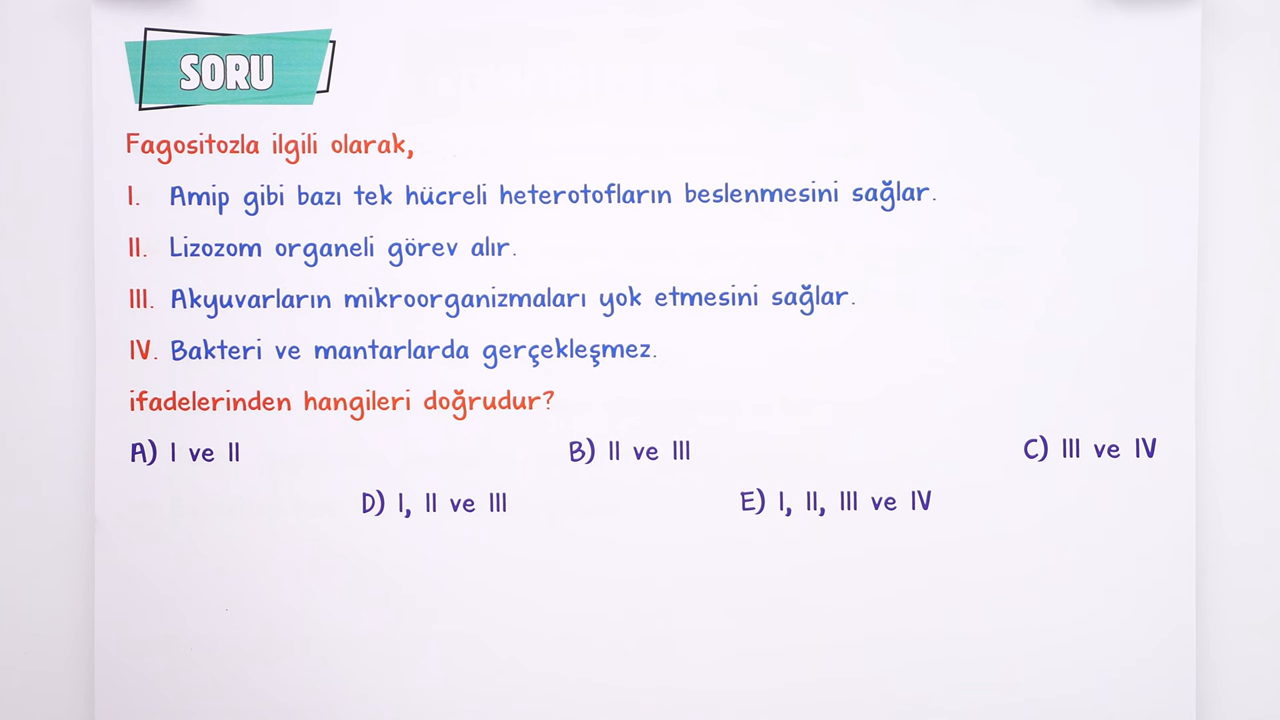 SORU
Fagositozla ilgili olarak,
I. Amip gibi bazı tek hücreli heterotofların beslenmesini sağlar.
II. Lizozom organeli görev alır.
III. Akyuvarların mikroorganizmaları yok etmesini sağlar.
IV. Bakteri ve mantarlarda gerçekleşmez.
ifadelerinden hangileri doğrudur?
A) I ve II B) II ve III C) III ve IV
D) I, II ve III E) I, II, III ve IV